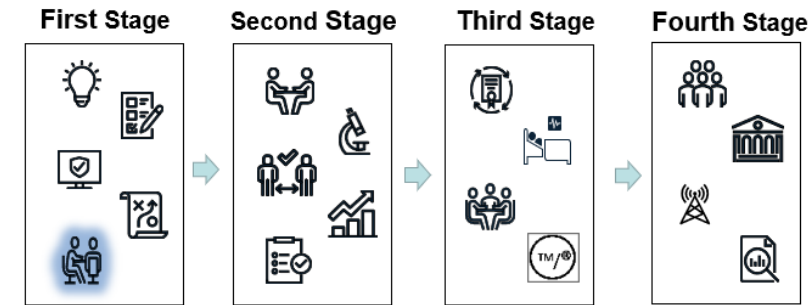 First Stage
Second Stage
Third Stage
Fourth Stage
TM/®